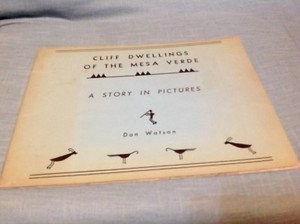 CLIFF DWELLINGS
OF THE MESA VERDE
A STORY IN PICTURES
Don Watson